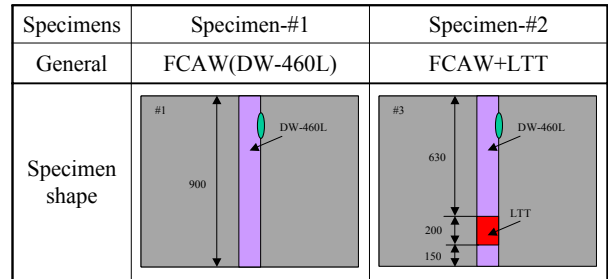 Specimens Specimen-#1 Specimen-#2
General FCAW(DW-460L) FCAW+LTT
Specimen
shape
#1
DW-460L
900
#3
DW-460L
630
LTT
200
150